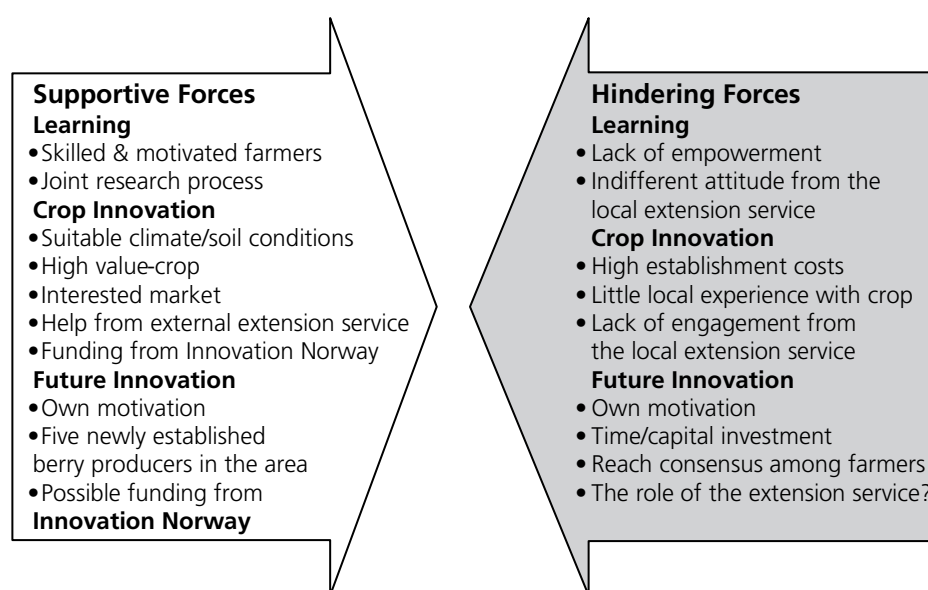 Supportive Forces
Learning
•Skilled & motivated farmers
•Joint research process
Crop Innovation
•Suitable climate/soil conditions
•High value-crop
•Interested market
•Help from external extension service
•Funding from Innovation Norway
Future Innovation
•Own motivation
•Five newly established
berry producers in the area
•Possible funding from
Innovation Norway
Hindering Forces
Learning
• Lack of empowerment
• Indifferent attitude from the
local extension service
Crop Innovation
• High establishment costs
• Little local experience with crop
• Lack of engagement from
the local extension service
Future Innovation
• Own motivation
• Time/capital investment
• Reach consensus among farmers
• The role of the extension service?